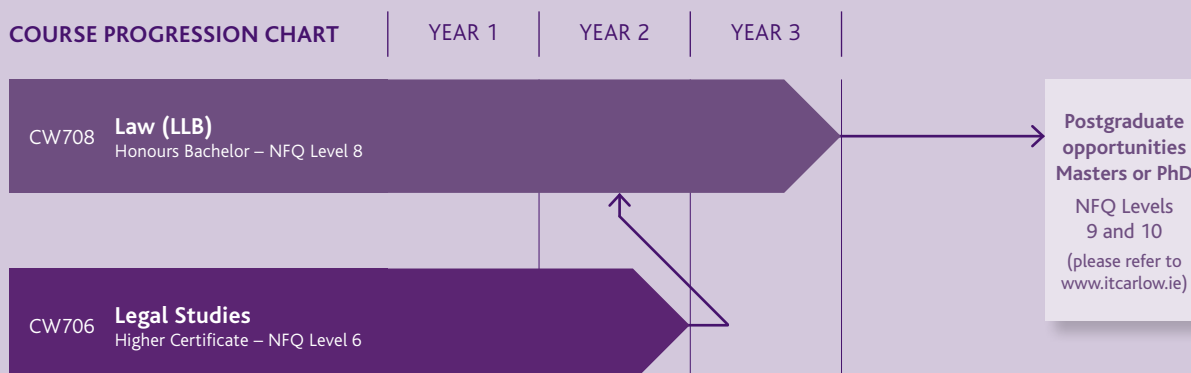 COURSE PROGRESSION CHART
YEAR 1
YEAR 2
YEAR 3
CW708
Law (LLB)
Honours Bachelor – NFQ Level 8
Postgraduate
opportunities
Masters or PhD
NFQ Levels
9 and 10
(please refer to
www.itcarlow.ie)
CW706
Legal Studies
Higher Certificate – NFQ Level 6